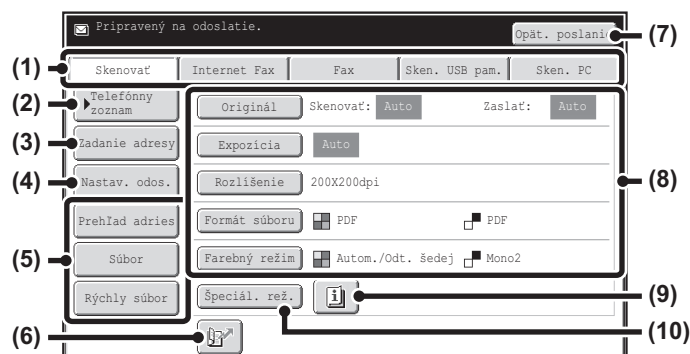 Pripravený na odoslatie.
Opät. poslanie
(7)
(1)
Skenovať
Internet Fax
Fax
Sken. USB pam.
Sken. PC
(2)
Telefónny
zoznam
Originál
Skenovať:
Auto
Zaslať:
Auto
(3)
Zadanie adresy
Expozícia
Auto
(4)
Nastav. odos.
Rozlíšenie
200X200dpi
(8)
Prehľad adries
Formát súboru
PDF
PDF
(5)
Súbor
Farebný režim
Autom./Odt. šedej
Mono2
Rýchly súbor
Špeciál. rež.
(9)
(10)
(6)